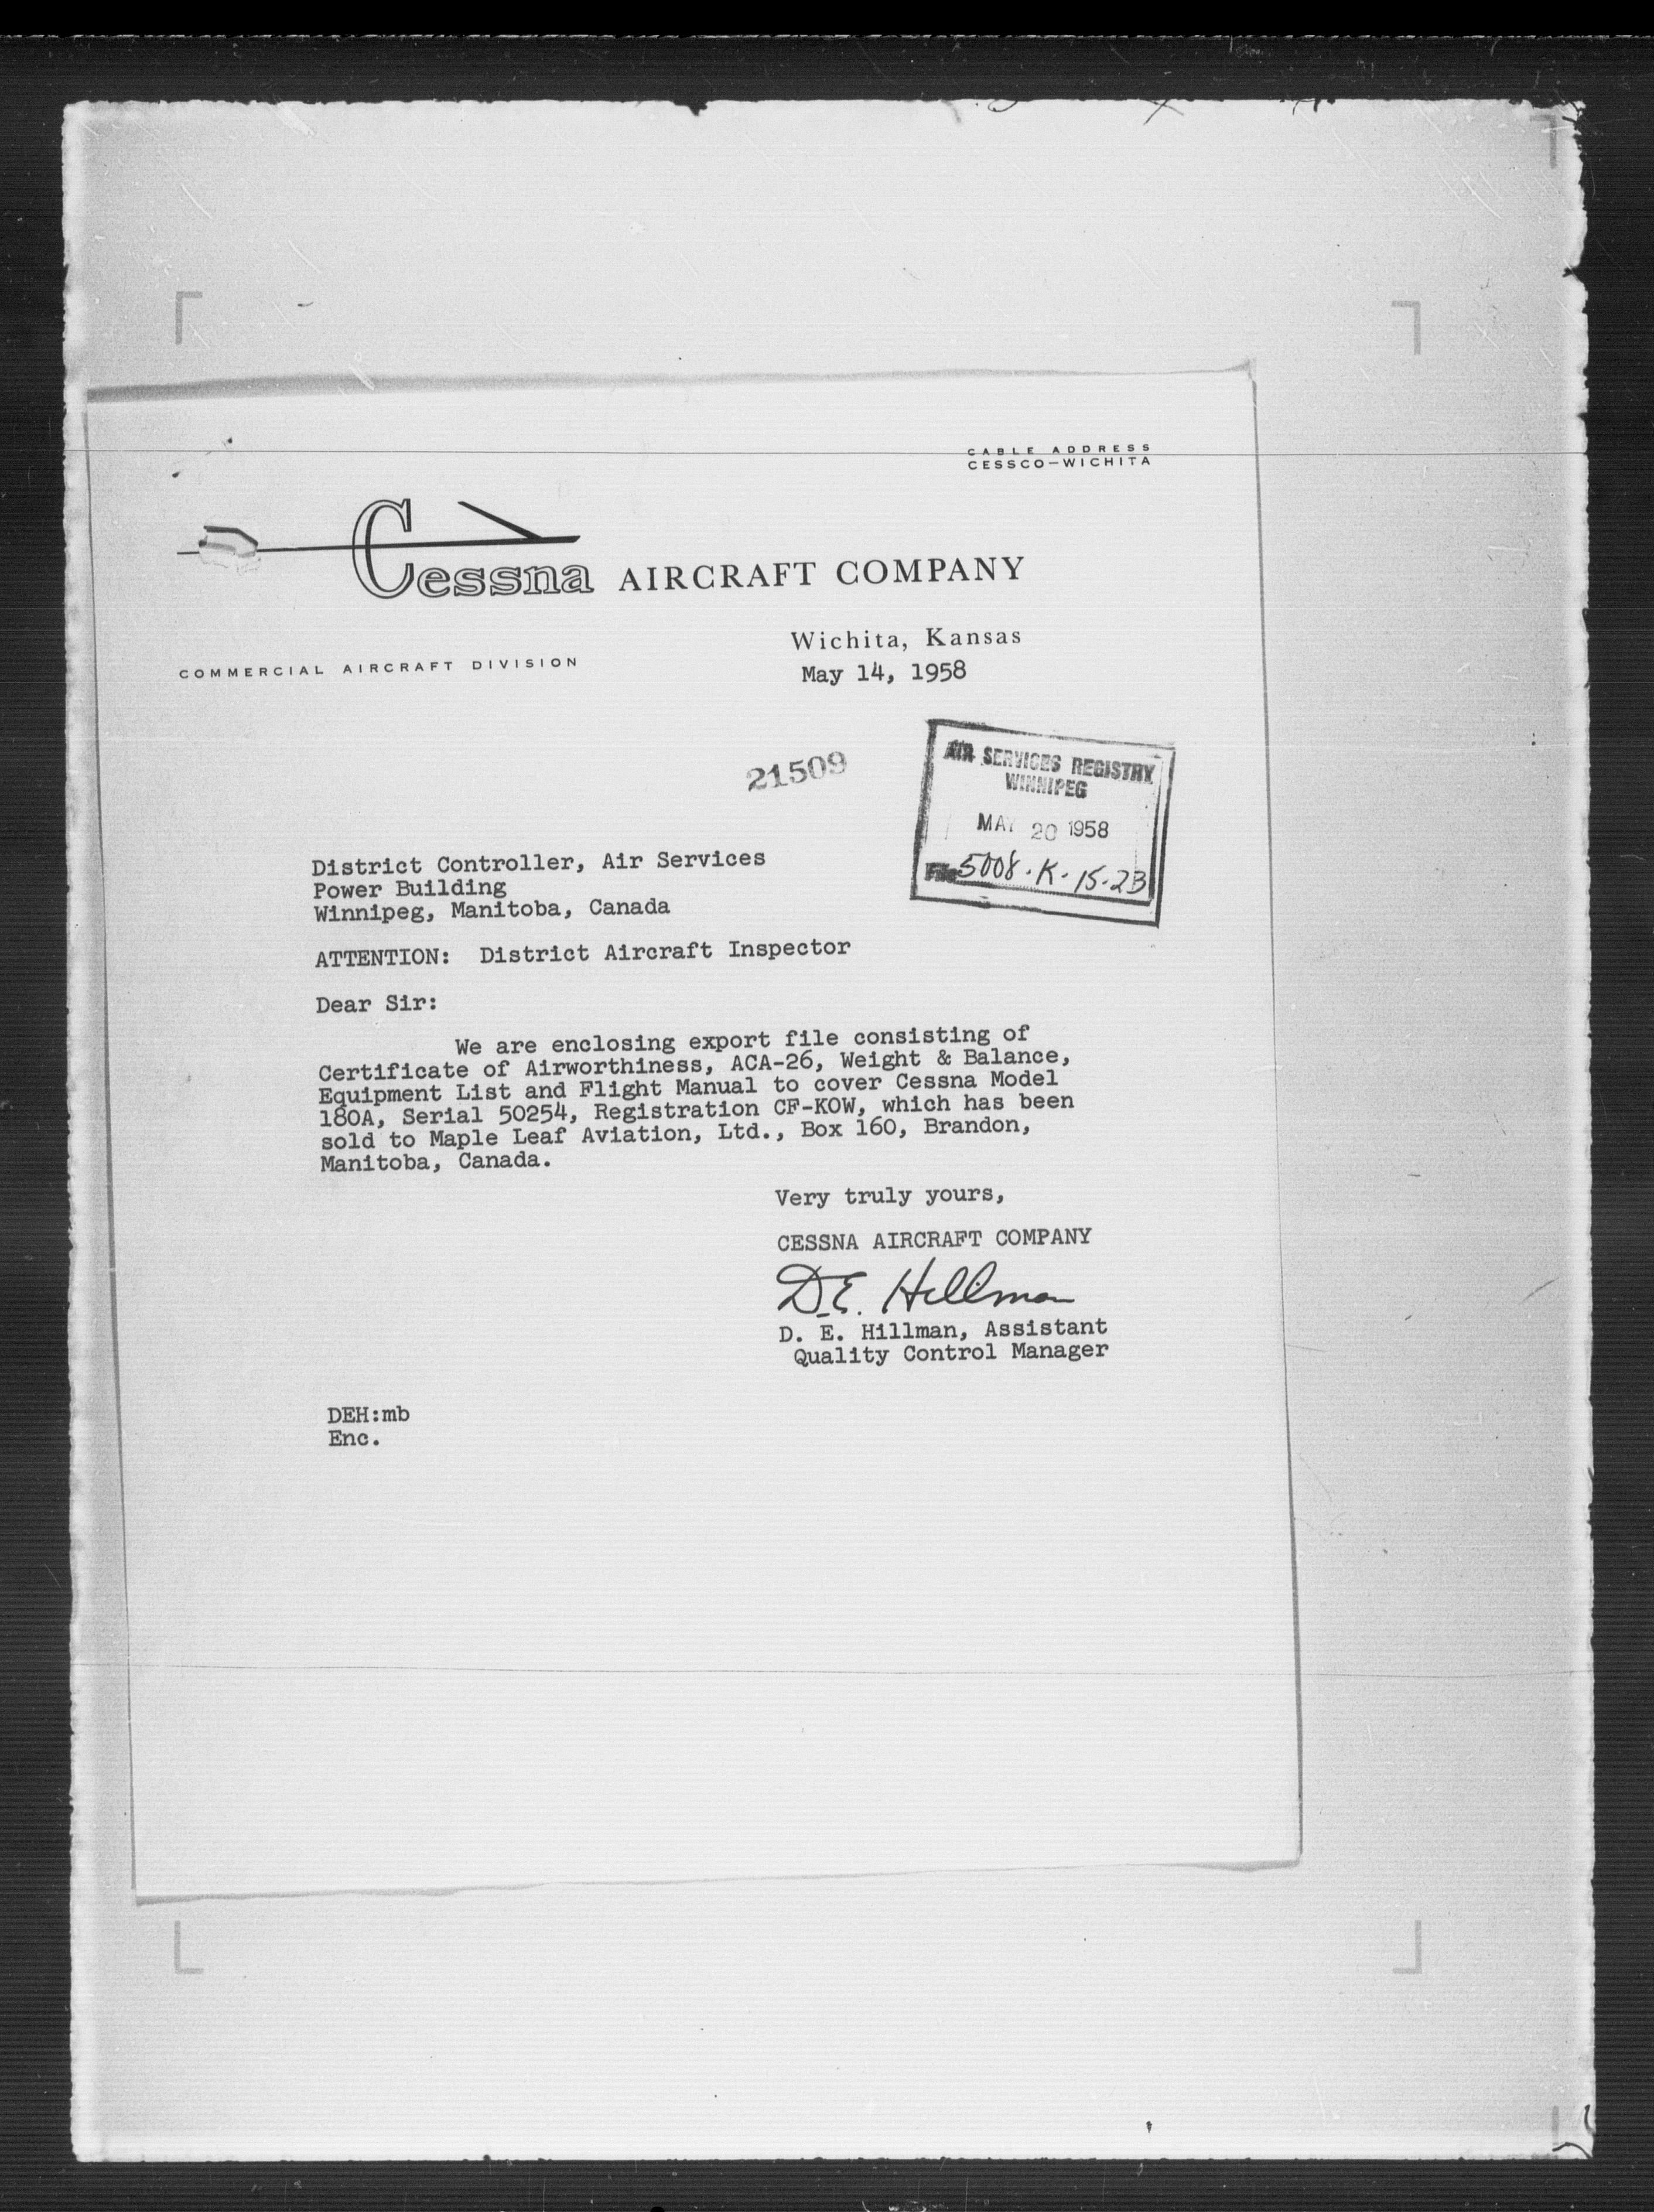 CABLE ADDRESS
CESSCO-WICHITA
Cessna AIRCRAFT COMPANY
Wichita, Kansas
COMMERCIAL AIRCRAFT DIVISION
May 14, 1958
21509
AIR SERVICES REGISTRY
WINNIPEG
MAY 20 1958
File 5008-K-15-23
District Controller, Air Services
Power Building
Winnipeg, Manitoba, Canada
ATTENTION: District Aircraft Inspector
Dear Sir:
We are enclosing export file consisting of
Certificate of Airworthiness, ACA-26, Weight & Balance,
Equipment List and Flight Manual to cover Cessna Model
180A, Serial 50254, Registration CF-KOW, which has been
sold to Maple Leaf Aviation, Ltd., Box 160, Brandon,
Manitoba, Canada.
Very truly yours,
CESSNA AIRCRAFT COMPANY
D.E. Hillman
D. E. Hillman, Assistant
Quality Control Manager
DEH:mb
Enc.